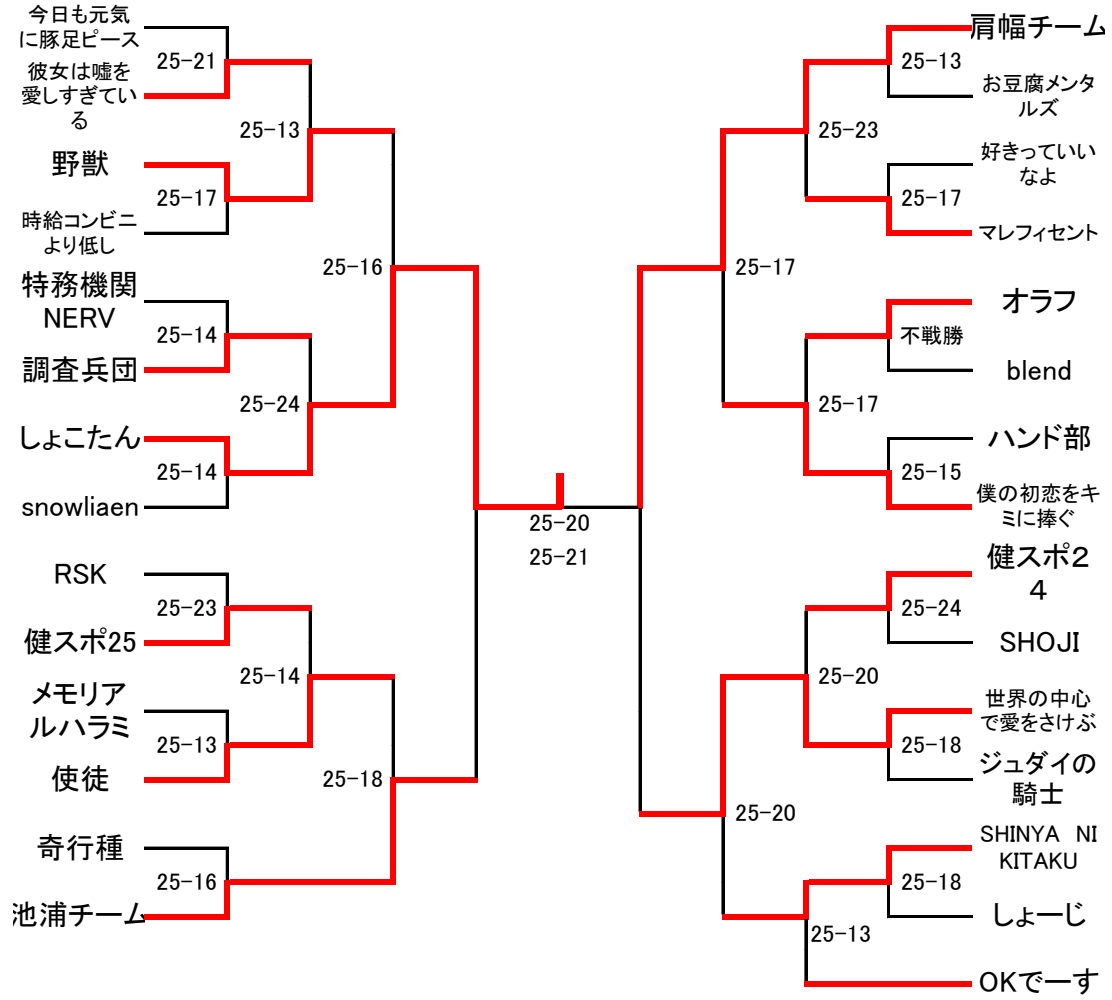 今日も元気
に豚足ピース
25-21
彼女は嘘を
愛しすぎてい
る
25-13
野獣
25-17
時給コンビニ
より低し
25-16
特務機関
NERV
25-14
調査兵団
25-24
しょこたん
25-14
snowliaen
25-20
25-21
RSK
25-23
健スポ25
25-14
メモリア
ルハラミ
25-13
使徒
25-18
奇行種
25-16
池浦チーム
肩幅チーム
25-13
お豆腐メンタ
ルズ
25-23
好きっていい
なよ
25-17
マレフィセント
25-17
オラフ
不戦勝
blend
25-17
ハンド部
25-15
僕の初恋をキ
ミに捧ぐ
健スポ2
4
25-24
SHOJI
25-20
世界の中心
で愛をさけぶ
25-18
ジュダイの
騎士
25-20
SHINYA NI
KITAKU
25-18
しょーじ
25-13
OKでーす